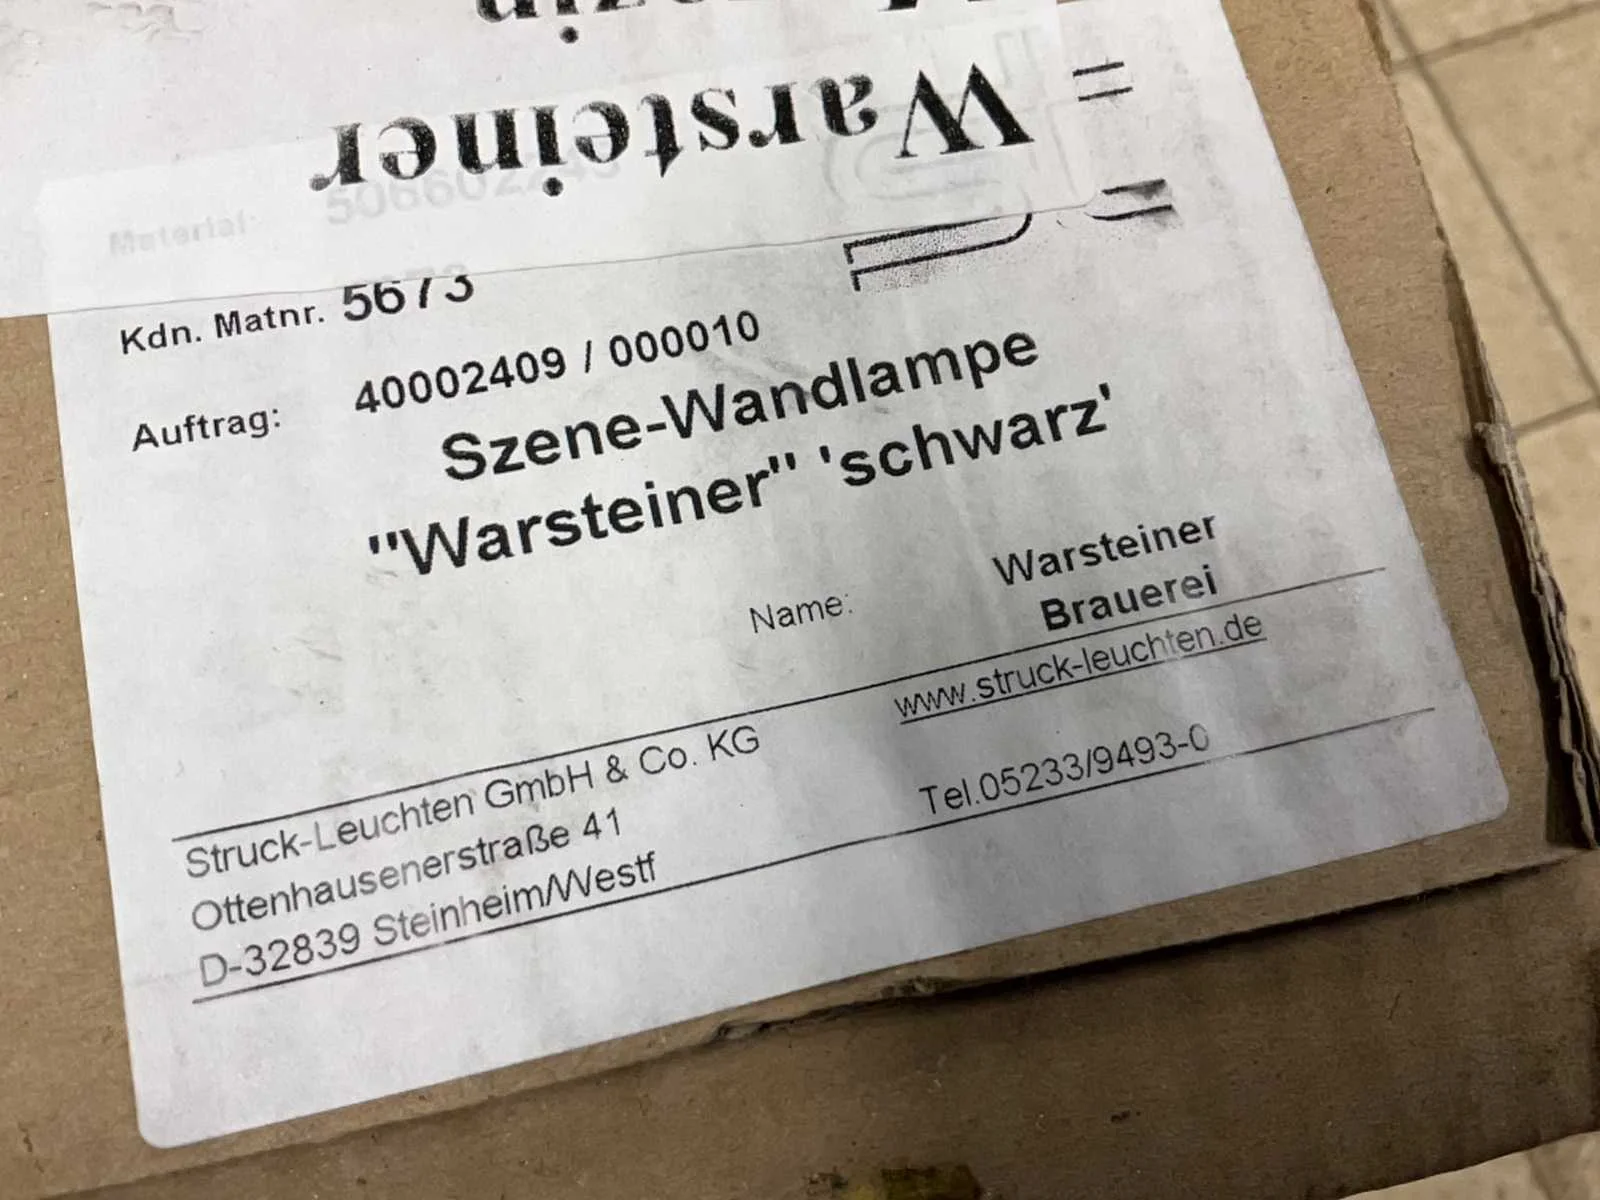 Warsteiner
Material:
Kdn. Matnr. 5673
Auftrag: 40002409 / 000010
Szene-Wandlampe
"Warsteiner" 'schwarz'
Name: Warsteiner
Brauerei
www.struck-leuchten.de
Struck-Leuchten GmbH & Co. KG
Ottenhausenerstraße 41
D-32839 Steinheim/Westf
Tel.05233/9493-0